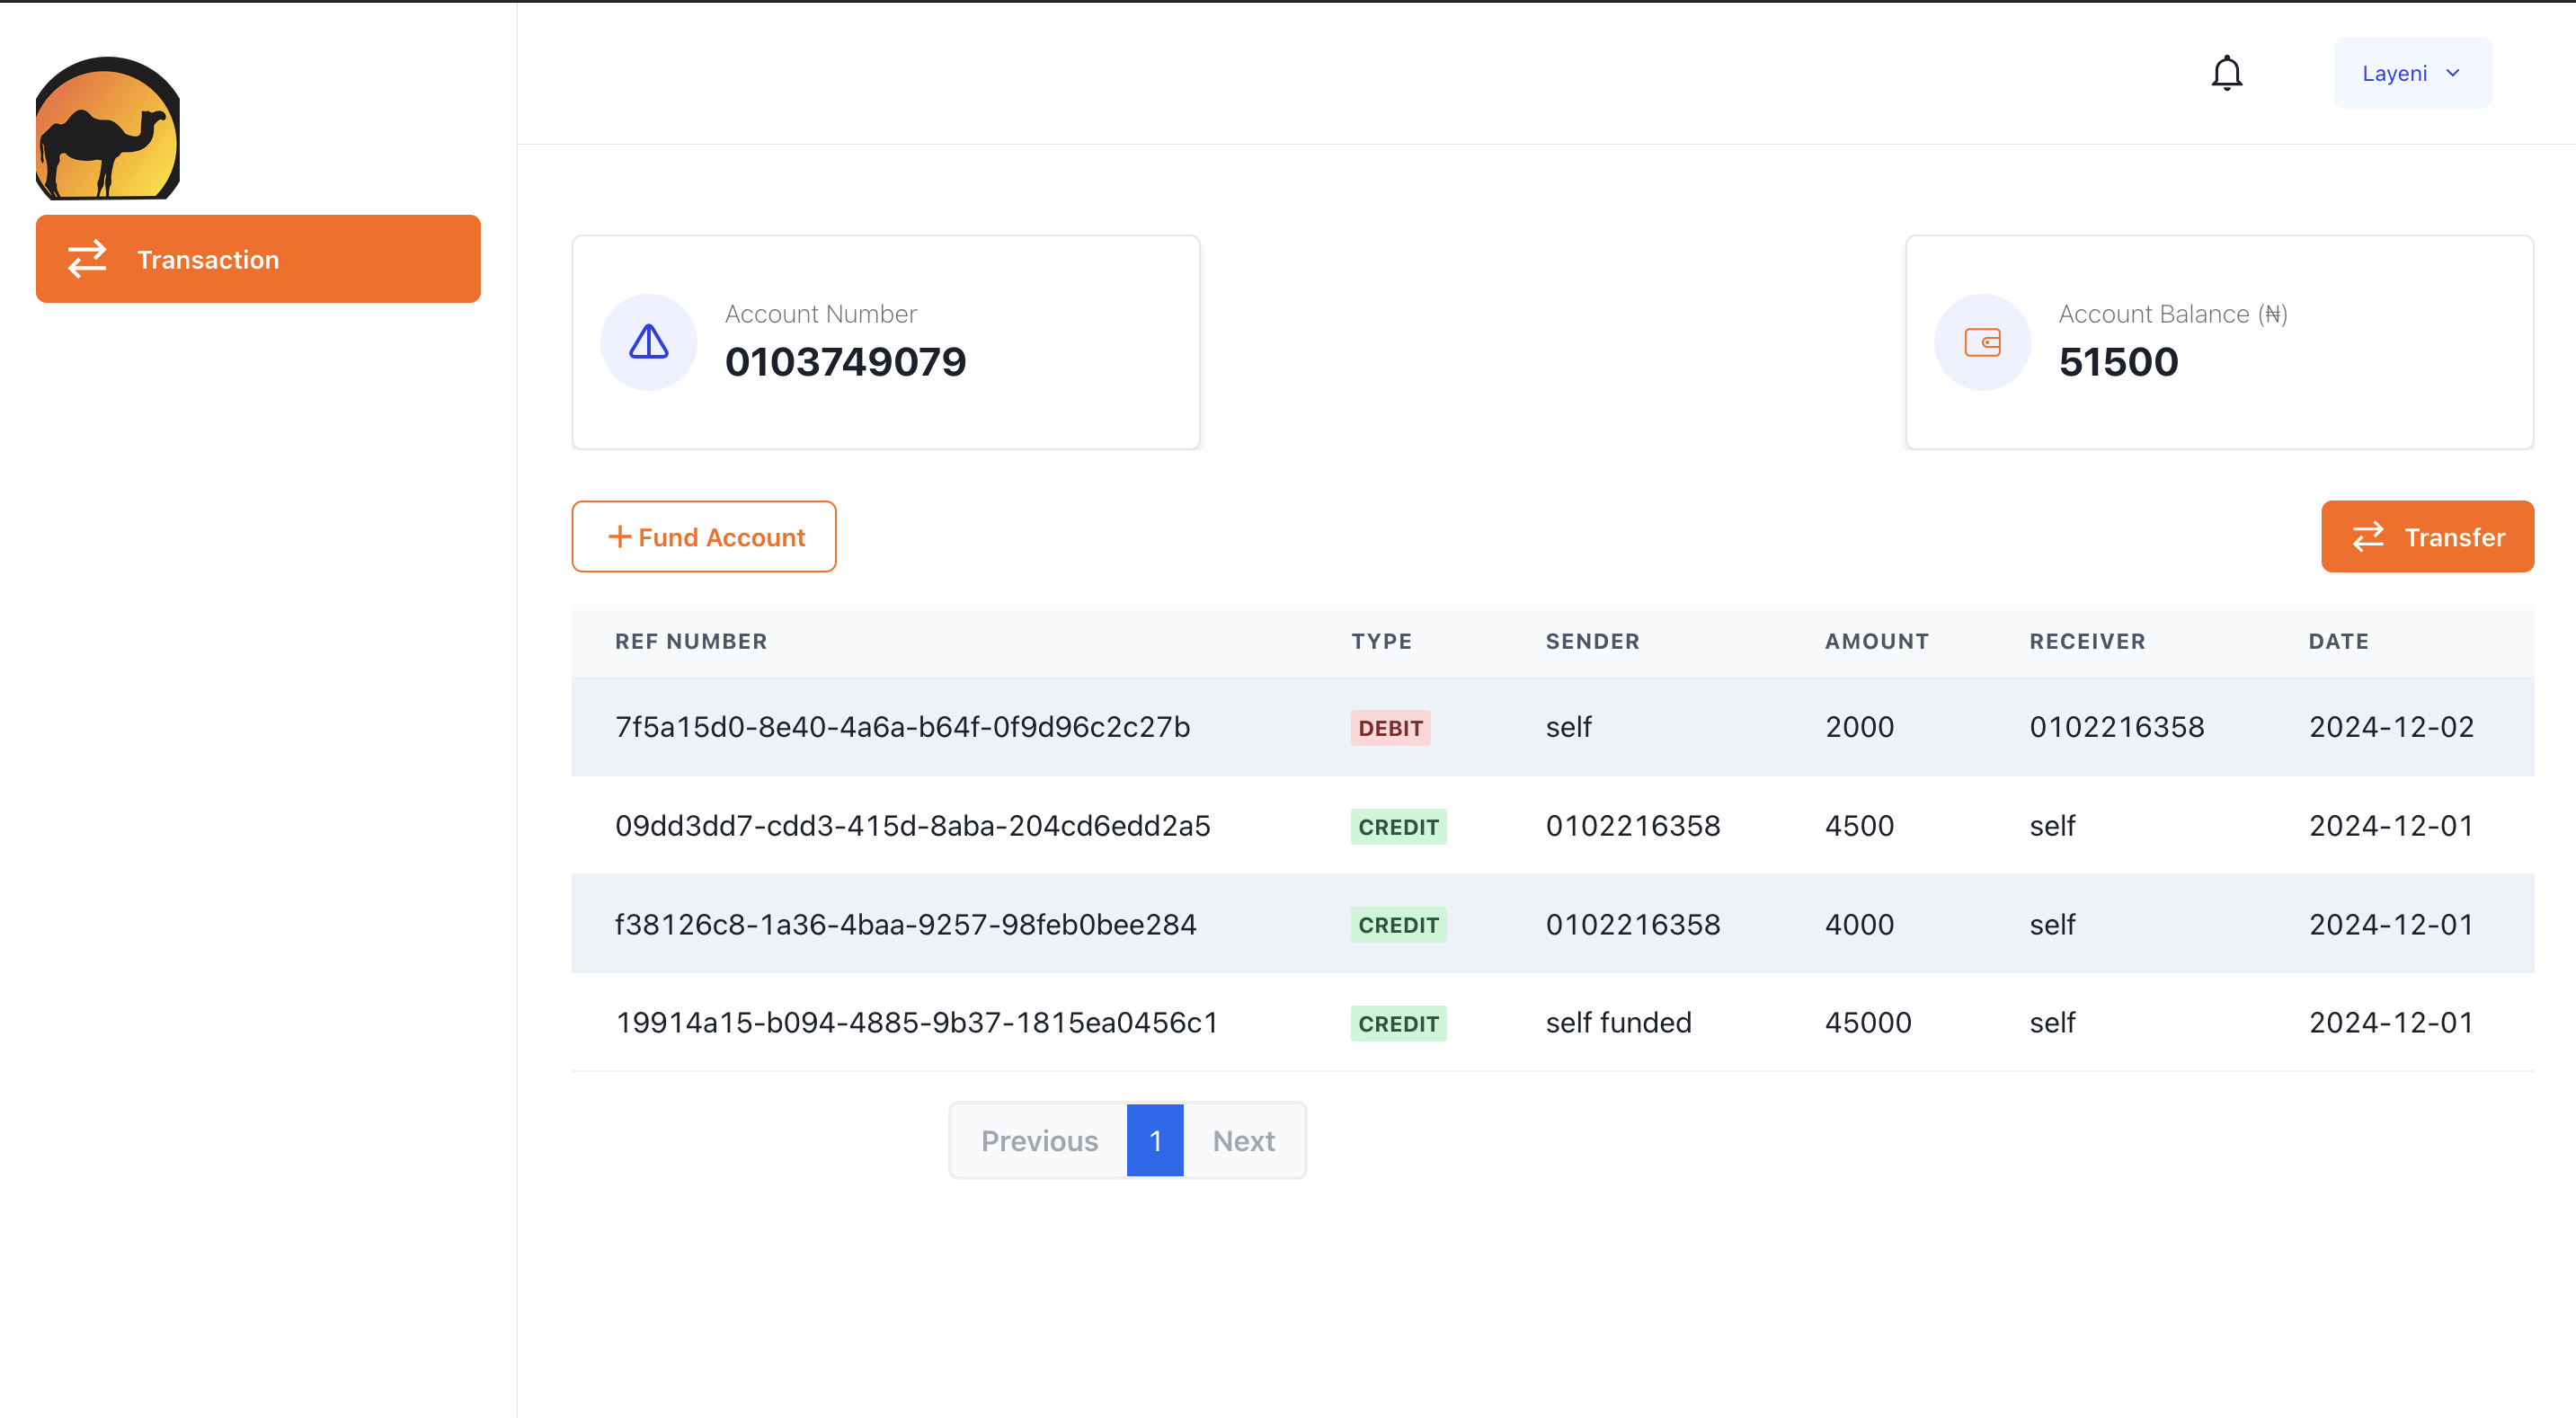 Layeni
Transaction
Account Number
0103749079
Account Balance (₦)
51500
Fund Account
Transfer
REF NUMBER TYPE SENDER AMOUNT RECEIVER DATE
7f5a15d0-8e40-4a6a-b64f-0f9d96c2c27b DEBIT self 2000 0102216358 2024-12-02
09dd3dd7-cdd3-415d-8aba-204cd6edd2a5 CREDIT 0102216358 4500 self 2024-12-01
f38126c8-1a36-4baa-9257-98feb0bee284 CREDIT 0102216358 4000 self 2024-12-01
19914a15-b094-4885-9b37-1815ea0456c1 CREDIT self funded 45000 self 2024-12-01
Previous 1 Next